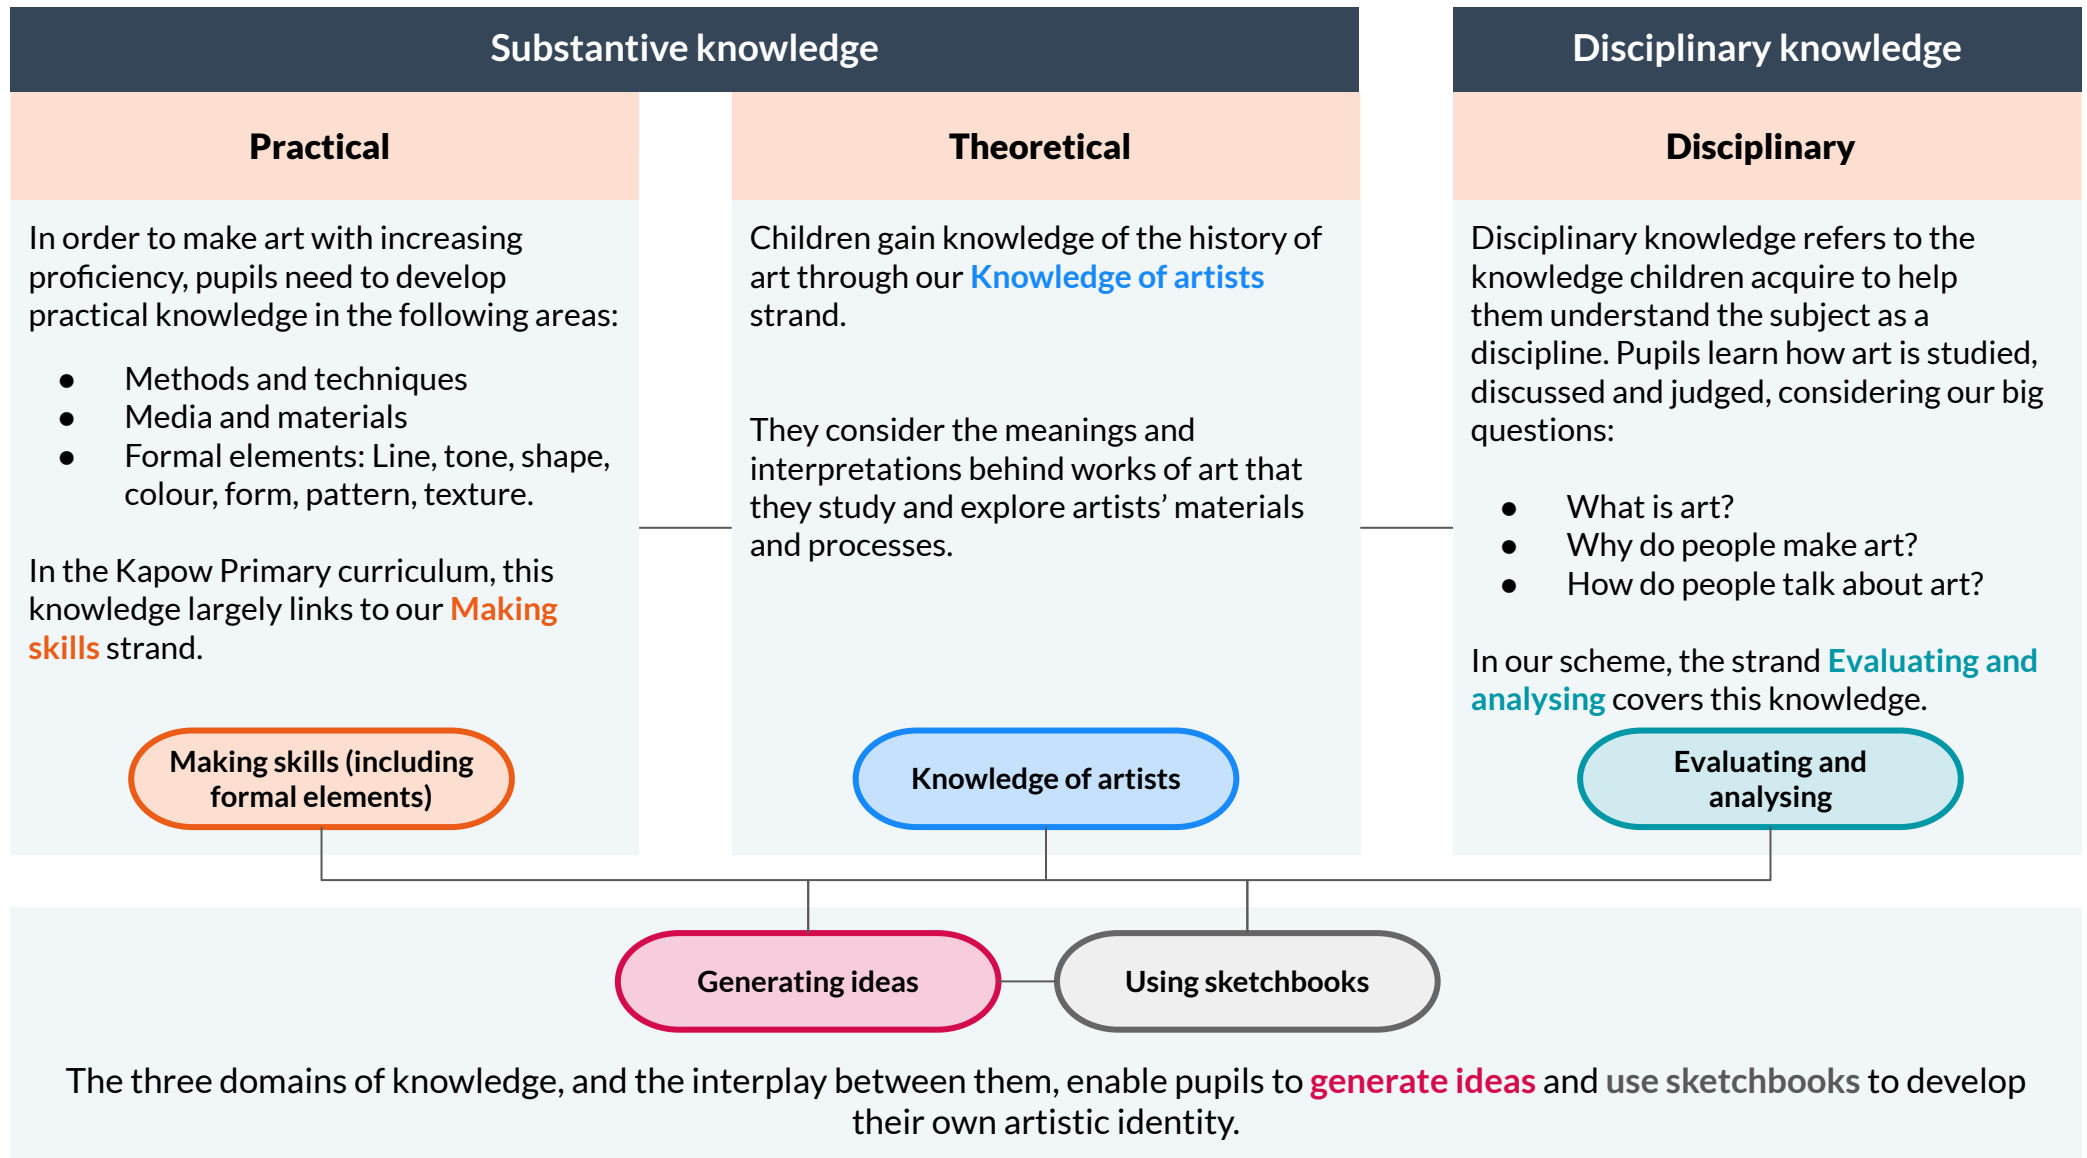 Substantive knowledge
Disciplinary knowledge
Practical
In order to make art with increasing
proficiency, pupils need to develop
practical knowledge in the following areas:
● Methods and techniques
● Media and materials
● Formal elements: Line, tone, shape,
colour, form, pattern, texture.
In the Kapow Primary curriculum, this
knowledge largely links to our Making
skills strand.
Making skills (including
formal elements)
Theoretical
Children gain knowledge of the history of
art through our Knowledge of artists
strand.
They consider the meanings and
interpretations behind works of art that
they study and explore artists’ materials
and processes.
Knowledge of artists
Disciplinary
Disciplinary knowledge refers to the
knowledge children acquire to help
them understand the subject as a
discipline. Pupils learn how art is studied,
discussed and judged, considering our big
questions:
● What is art?
● Why do people make art?
● How do people talk about art?
In our scheme, the strand Evaluating and
analysing covers this knowledge.
Evaluating and
analysing
Generating ideas
Using sketchbooks
The three domains of knowledge, and the interplay between them, enable pupils to generate ideas and use sketchbooks to develop
their own artistic identity.